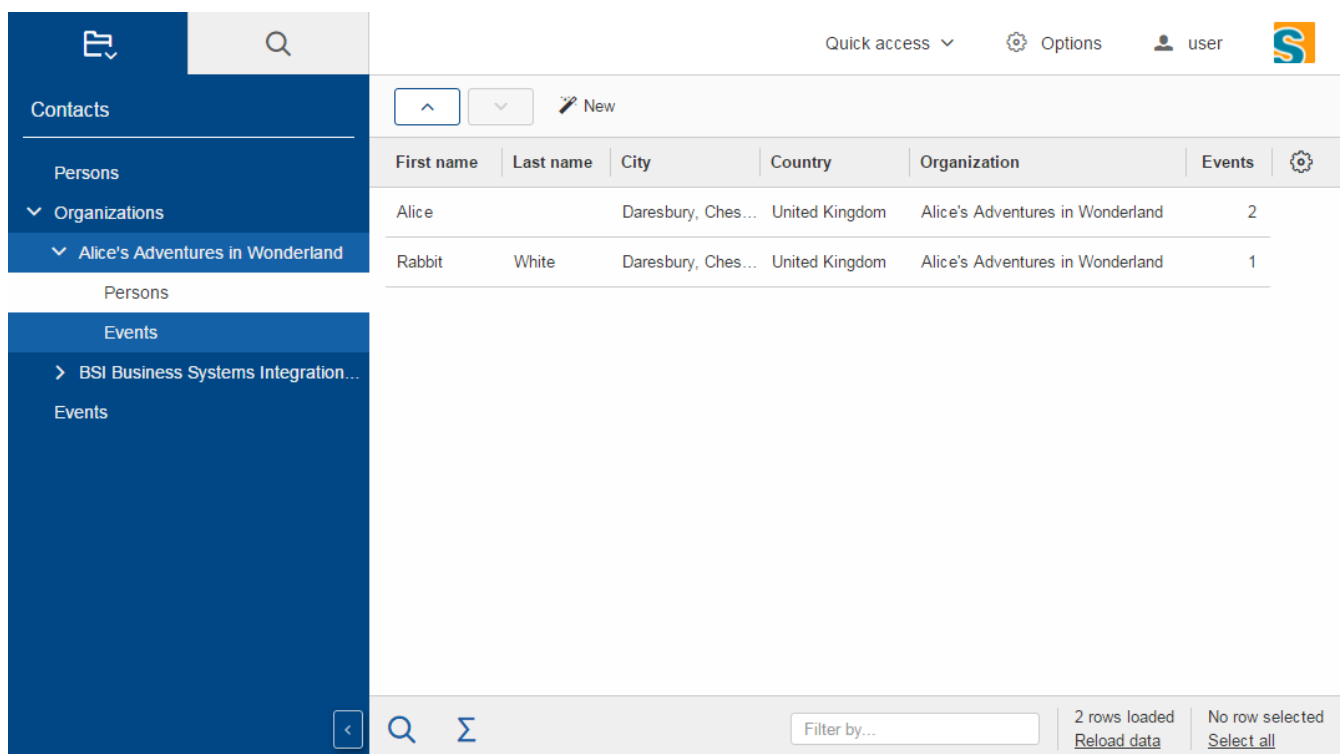 Quick access Options user
Contacts
New
Persons
Organizations
Alice's Adventures in Wonderland
Persons
Events
BSI Business Systems Integration...
Events
First name Last name City Country Organization Events
Alice Daresbury, Ches... United Kingdom Alice's Adventures in Wonderland 2
Rabbit White Daresbury, Ches... United Kingdom Alice's Adventures in Wonderland 1
Filter by...
2 rows loaded
Reload data
No row selected
Select all